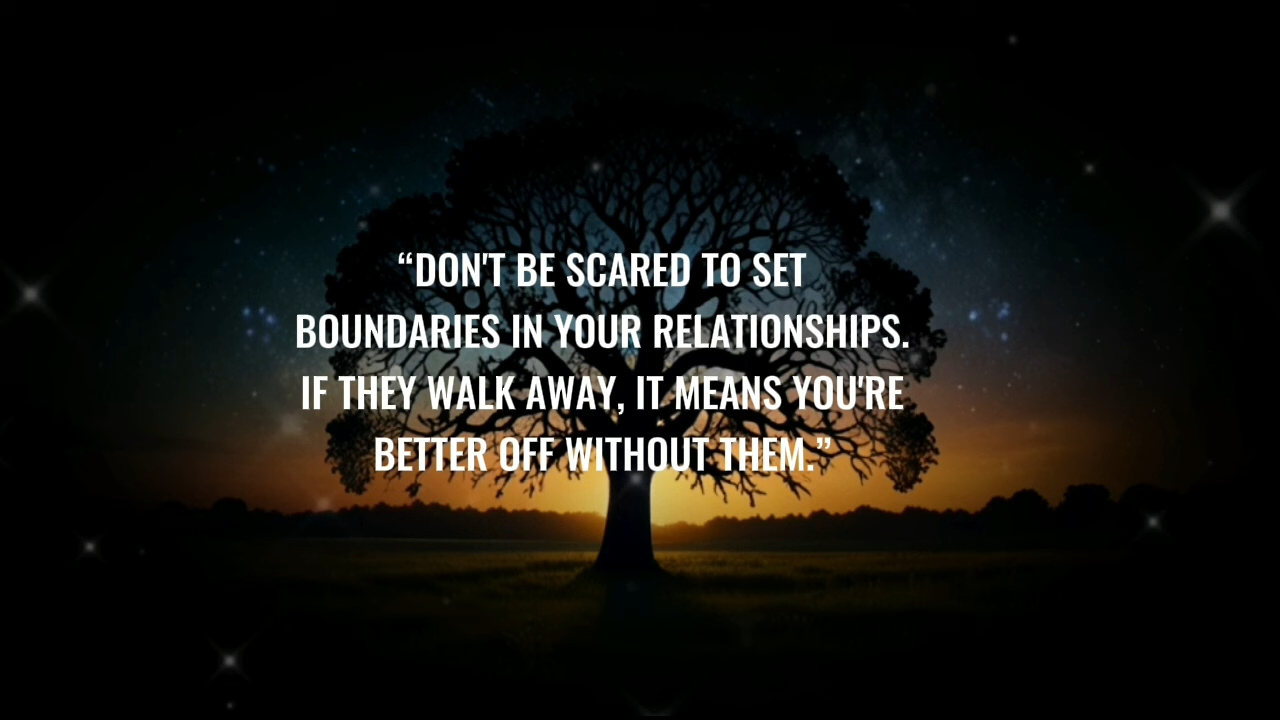 “DON'T BE SCARED TO SET
BOUNDARIES IN YOUR RELATIONSHIPS.
IF THEY WALK AWAY, IT MEANS YOU'RE
BETTER OFF WITHOUT THEM.”